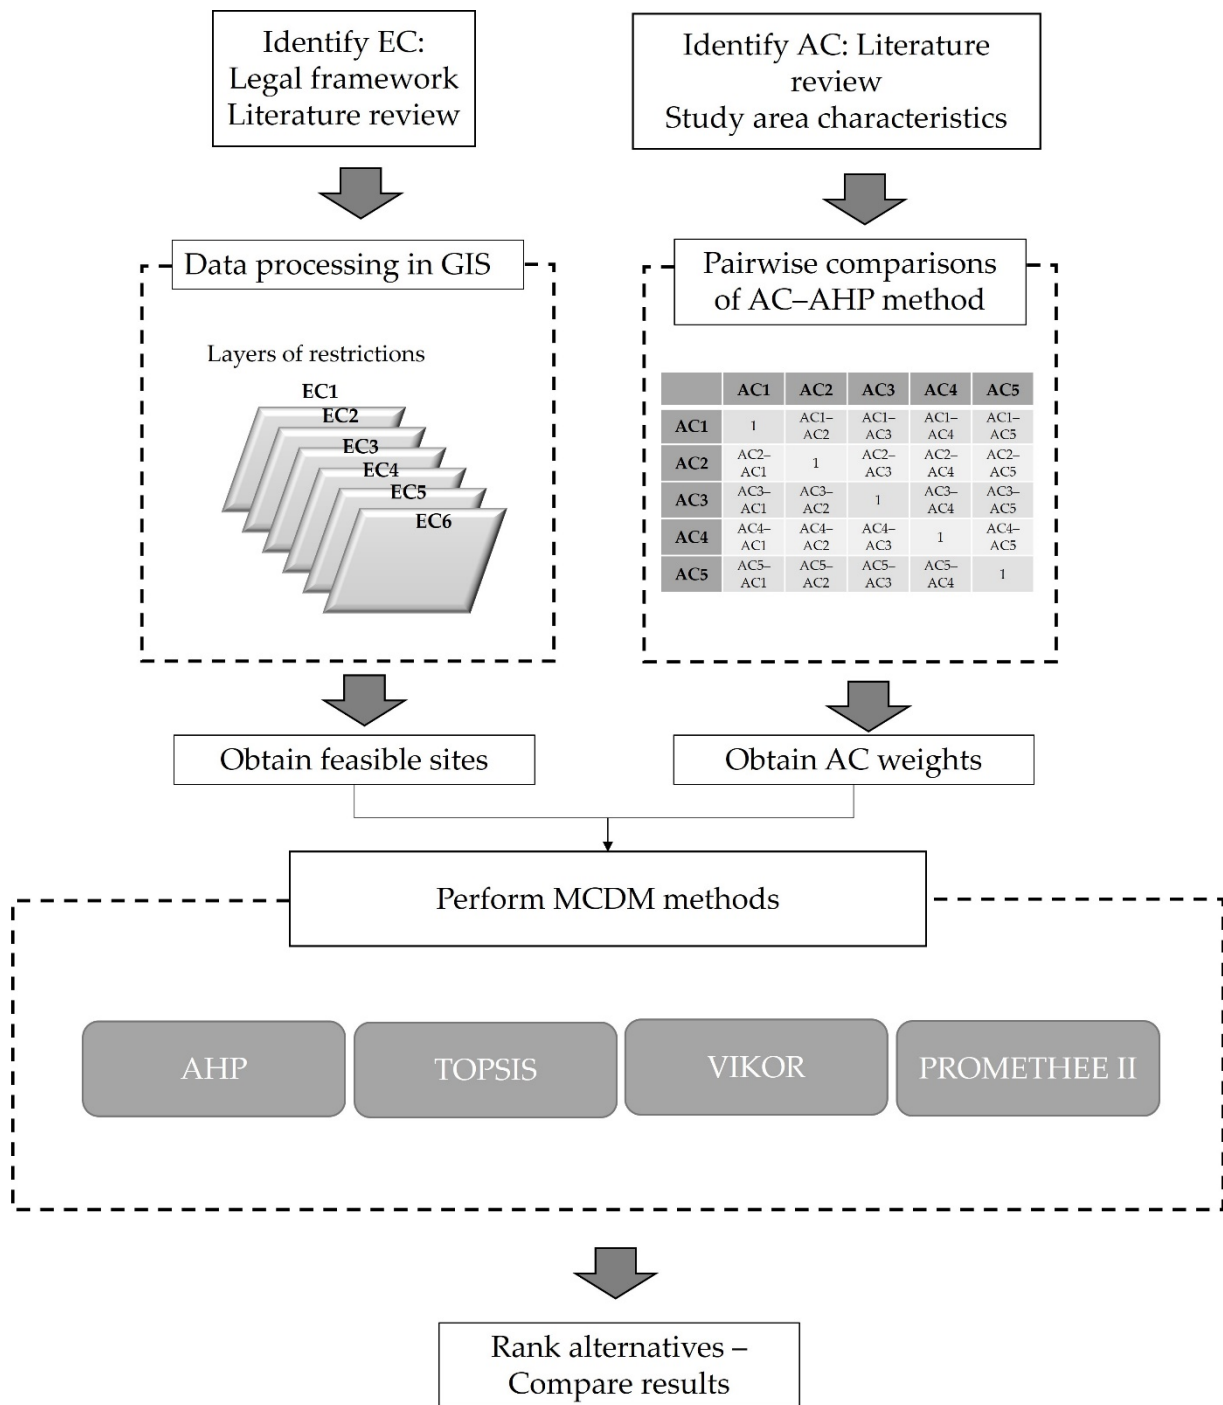 Identify EC:
Legal framework
Literature review
Identify AC: Literature
review
Study area characteristics
Data processing in GIS
Layers of restrictions
EC1
EC2
EC3
EC4
EC5
EC6
Pairwise comparisons
of AC–AHP method
AC1 AC2 AC3 AC4 AC5
AC1 1 AC1–AC2 AC1–AC3 AC1–AC4 AC1–AC5
AC2 AC2–AC1 1 AC2–AC3 AC2–AC4 AC2–AC5
AC3 AC3–AC1 AC3–AC2 1 AC3–AC4 AC3–AC5
AC4 AC4–AC1 AC4–AC2 AC4–AC3 1 AC4–AC5
AC5 AC5–AC1 AC5–AC2 AC5–AC3 AC5–AC4 1
Obtain feasible sites
Obtain AC weights
Perform MCDM methods
AHP
TOPSIS
VIKOR
PROMETHEE II
Rank alternatives –
Compare results